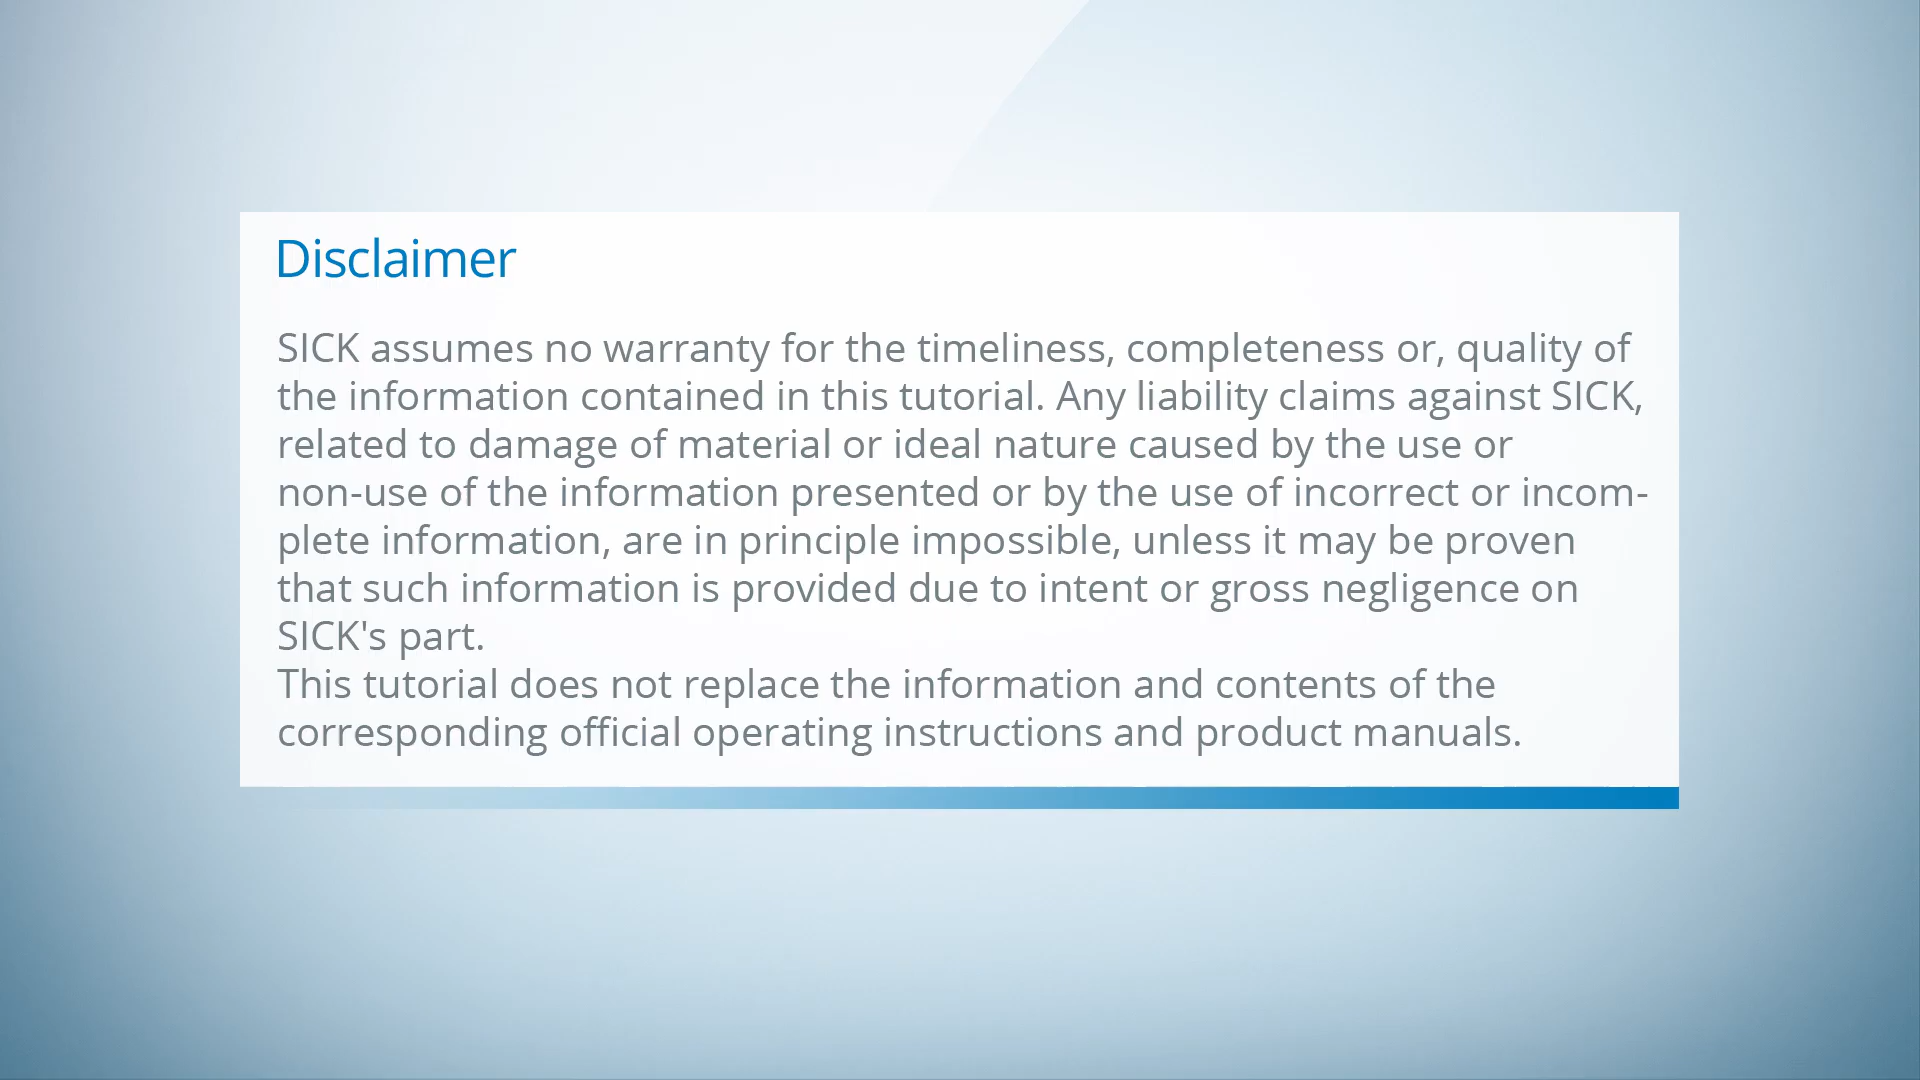 Disclaimer
SICK assumes no warranty for the timeliness, completeness or, quality of
the information contained in this tutorial. Any liability claims against SICK,
related to damage of material or ideal nature caused by the use or
non-use of the information presented or by the use of incorrect or incom-
plete information, are in principle impossible, unless it may be proven
that such information is provided due to intent or gross negligence on
SICK's part.
This tutorial does not replace the information and contents of the
corresponding official operating instructions and product manuals.